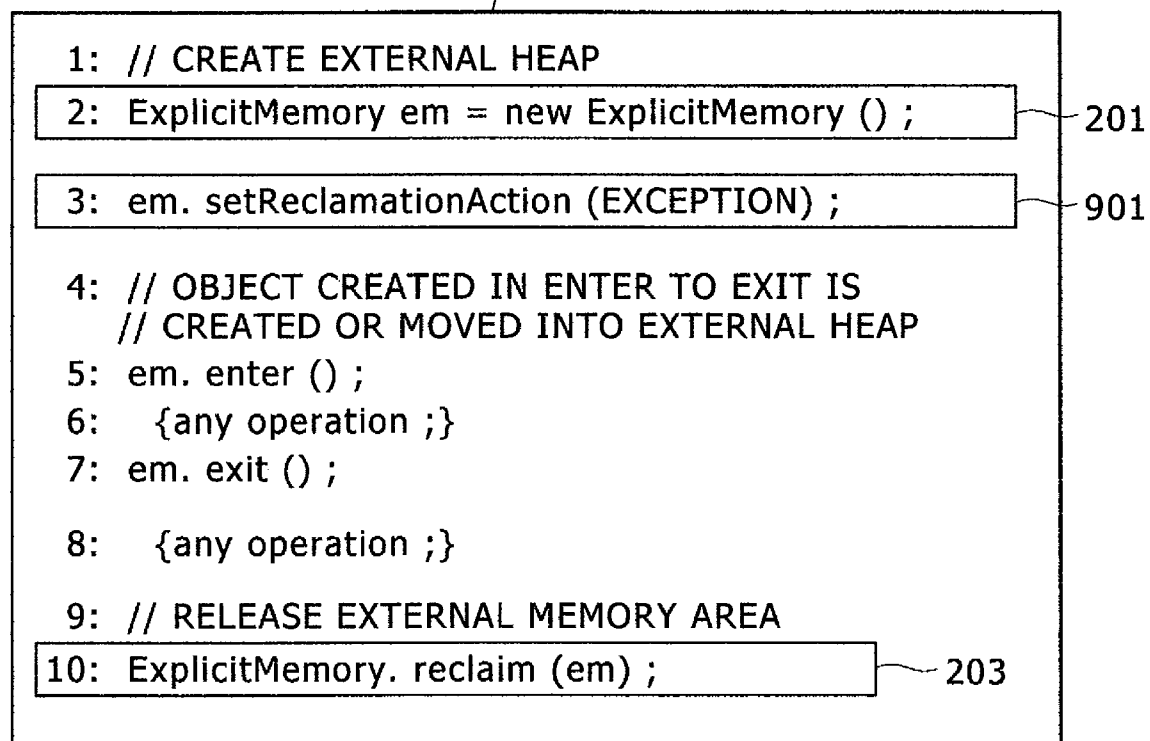 1: // CREATE EXTERNAL HEAP
2: ExplicitMemory em = new ExplicitMemory () ;
201
3: em. setReclamationAction (EXCEPTION) ;
901
4: // OBJECT CREATED IN ENTER TO EXIT IS
// CREATED OR MOVED INTO EXTERNAL HEAP
5: em. enter () ;
6: {any operation ;}
7: em. exit () ;
8: {any operation ;}
9: // RELEASE EXTERNAL MEMORY AREA
10: ExplicitMemory. reclaim (em) ;
203